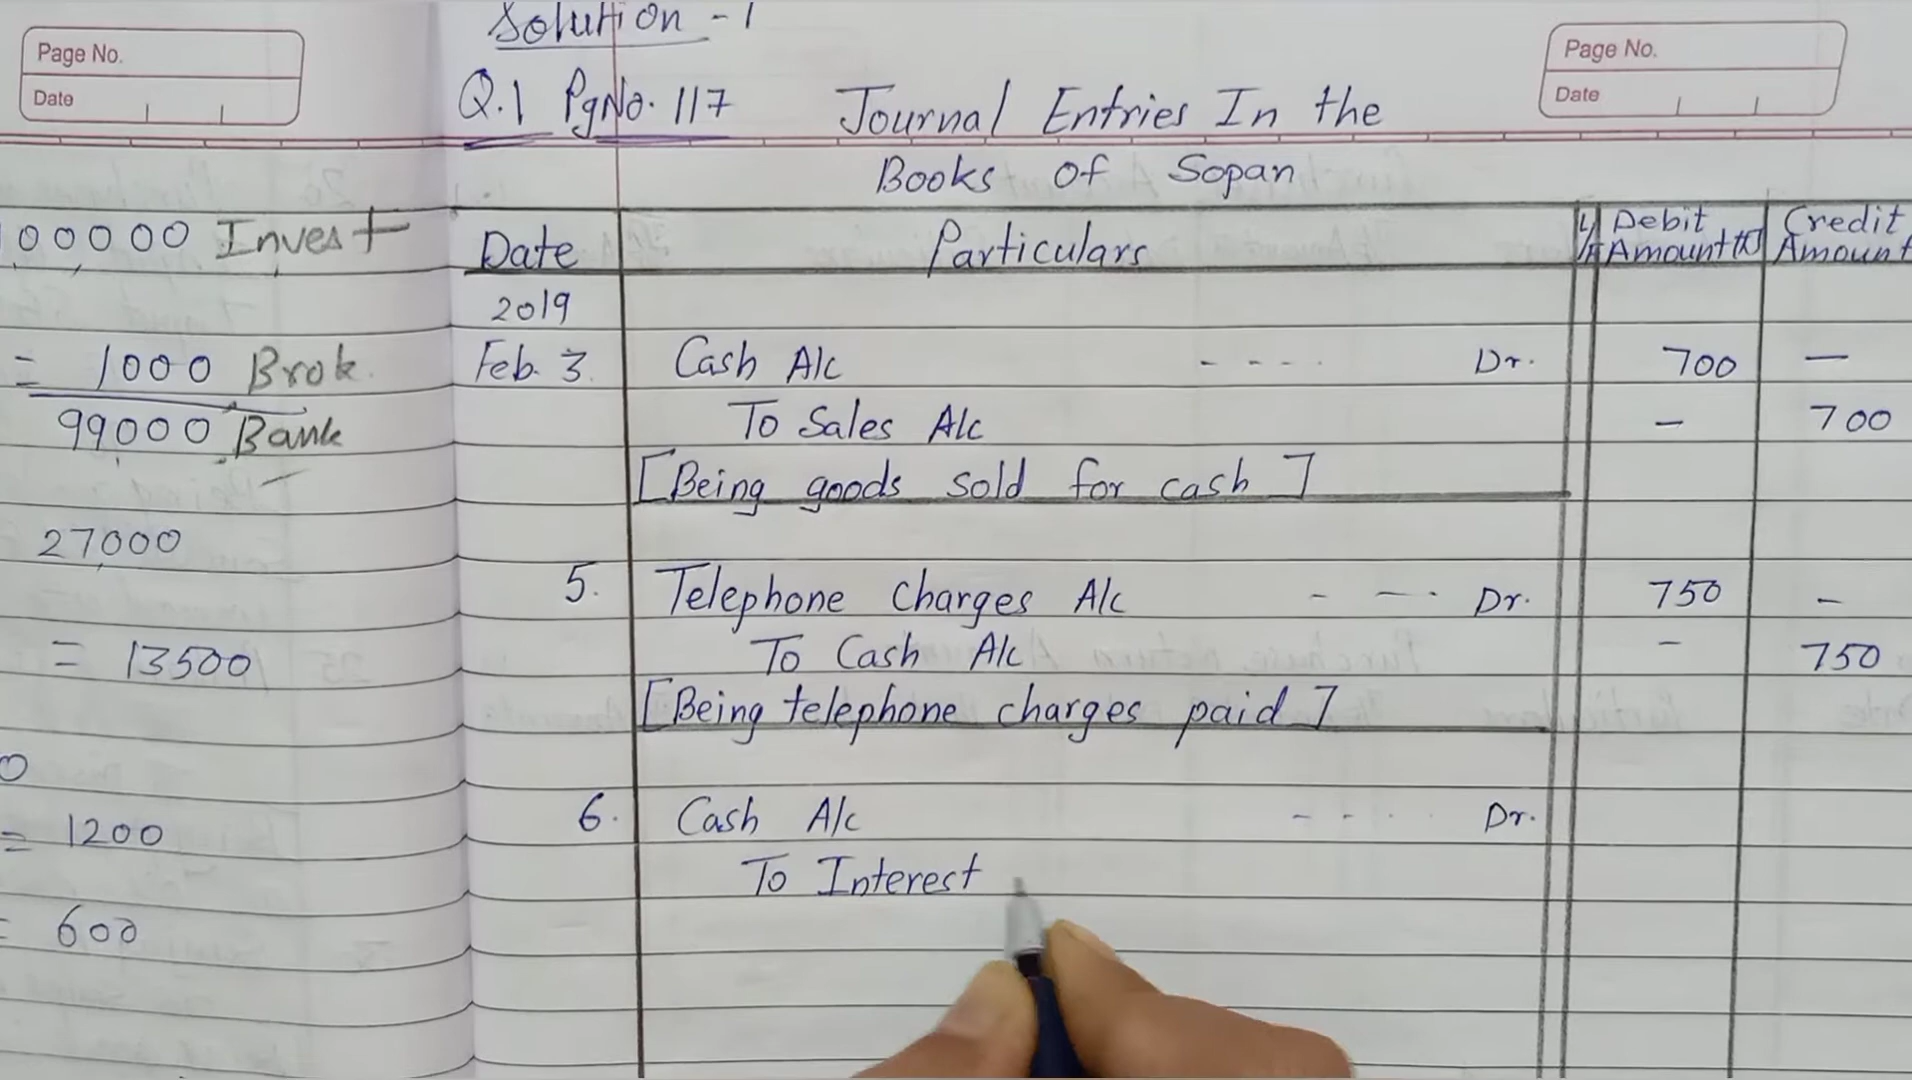 Page No.
Date
00000 Invest
= 1000 Brok.
99000 Bank
27000
= 13500
0
= 1200
= 600
Solution - 1
Q.1 PgNo. 117 Journal Entries In the
Books of Sopan
Page No.
Date
Date Particulars L/F Debit Amount(₹) Credit Amount
2019
Feb. 3. Cash A/c - - - - Dr. 700 —
To Sales A/c — 700
[Being goods sold for cash]
5. Telephone Charges A/c - - - · Dr. 750 —
To Cash A/c - 750
[Being telephone charges paid]
6. Cash A/c - - - · Dr.
To Interest